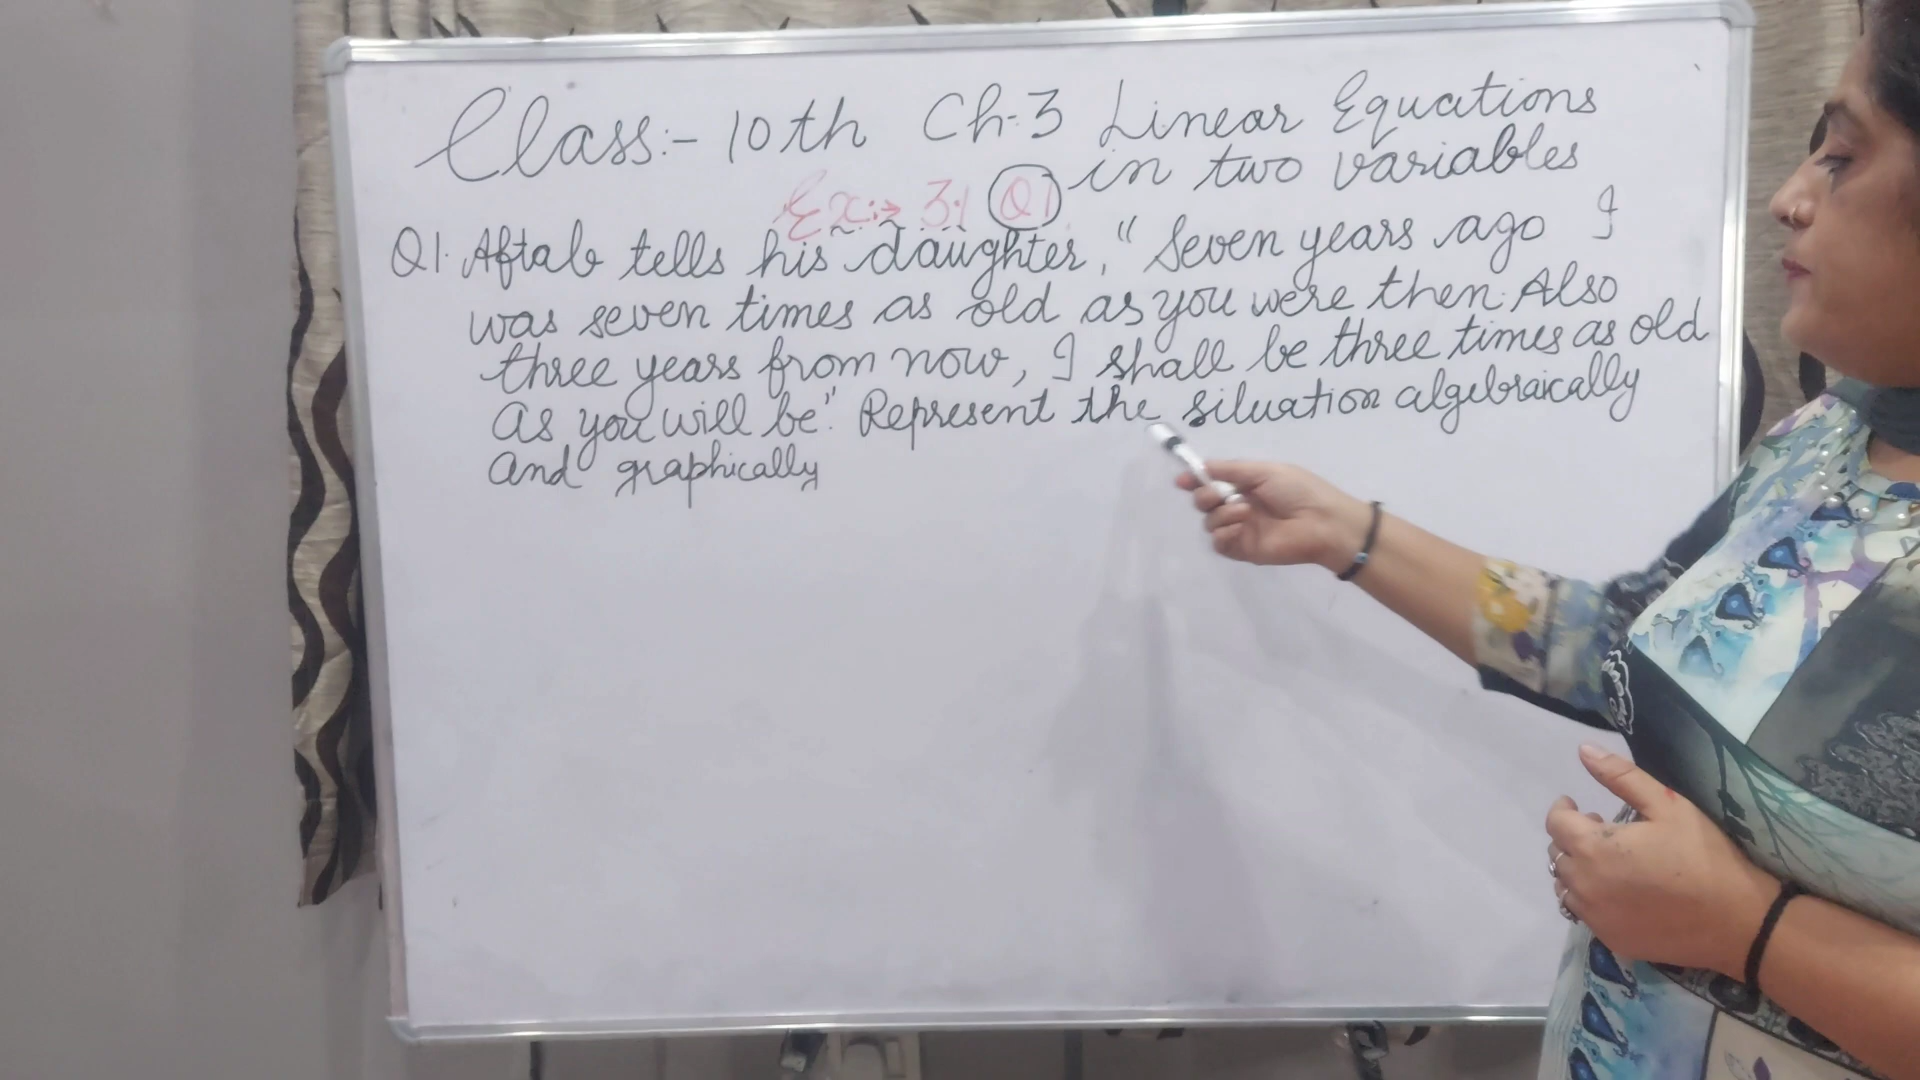 Class:- 10th Ch-3 Linear Equations
in two variables
Ex:→ 3.1 Q1
Q1. Aftab tells his daughter, "Seven years ago I
was seven times as old as you were then. Also
three years from now, I shall be three times as old
As you will be". Represent the situation algebraically
and graphically